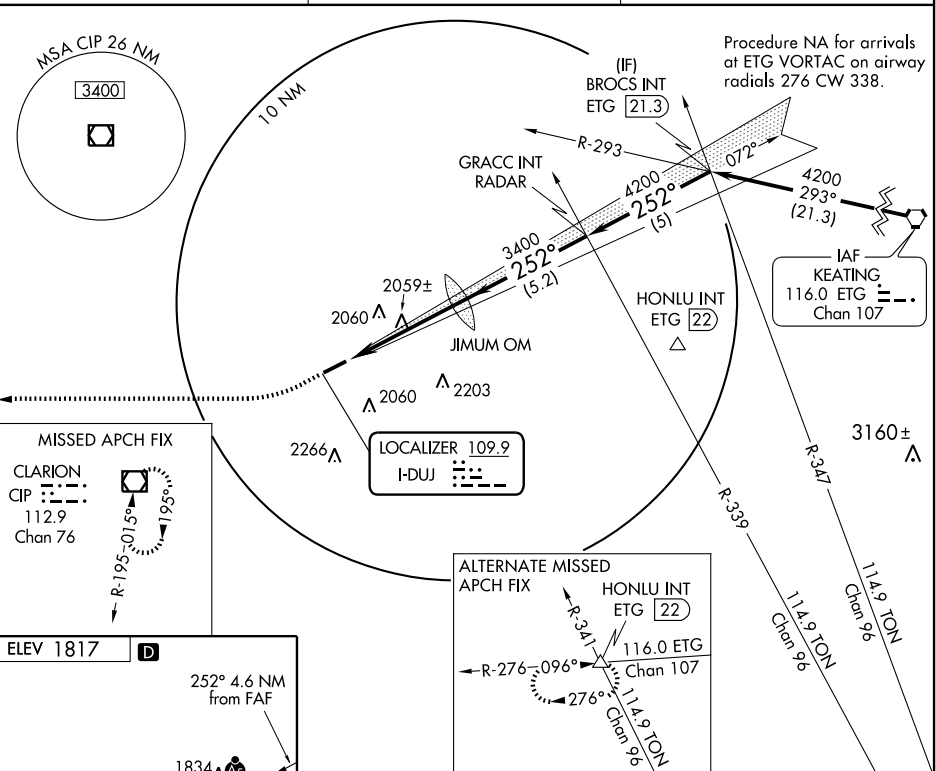 MSA CIP 26 NM
3400
10 NM
(IF)
BROCS INT
ETG 21.3
Procedure NA for arrivals
at ETG VORTAC on airway
radials 276 CW 338.
R-293
072°
GRACC INT
RADAR
4200
252°
(5)
4200
293°
(21.3)
3400
252°
(5.2)
IAF
KEATING
116.0 ETG
Chan 107
2059±
2060
JIMUM OM
HONLU INT
ETG 22
2203
2060
2266
LOCALIZER 109.9
I-DUJ
3160±
R-347
R-339
114.9 TON
Chan 96
114.9 TON
Chan 96
MISSED APCH FIX
CLARION
CIP
112.9
Chan 76
R-195
015°
195°
ALTERNATE MISSED
APCH FIX
HONLU INT
ETG 22
R-341
116.0 ETG
Chan 107
R-276
096°
276°
114.9 TON
Chan 96
ELEV 1817
D
252° 4.6 NM
from FAF
1834